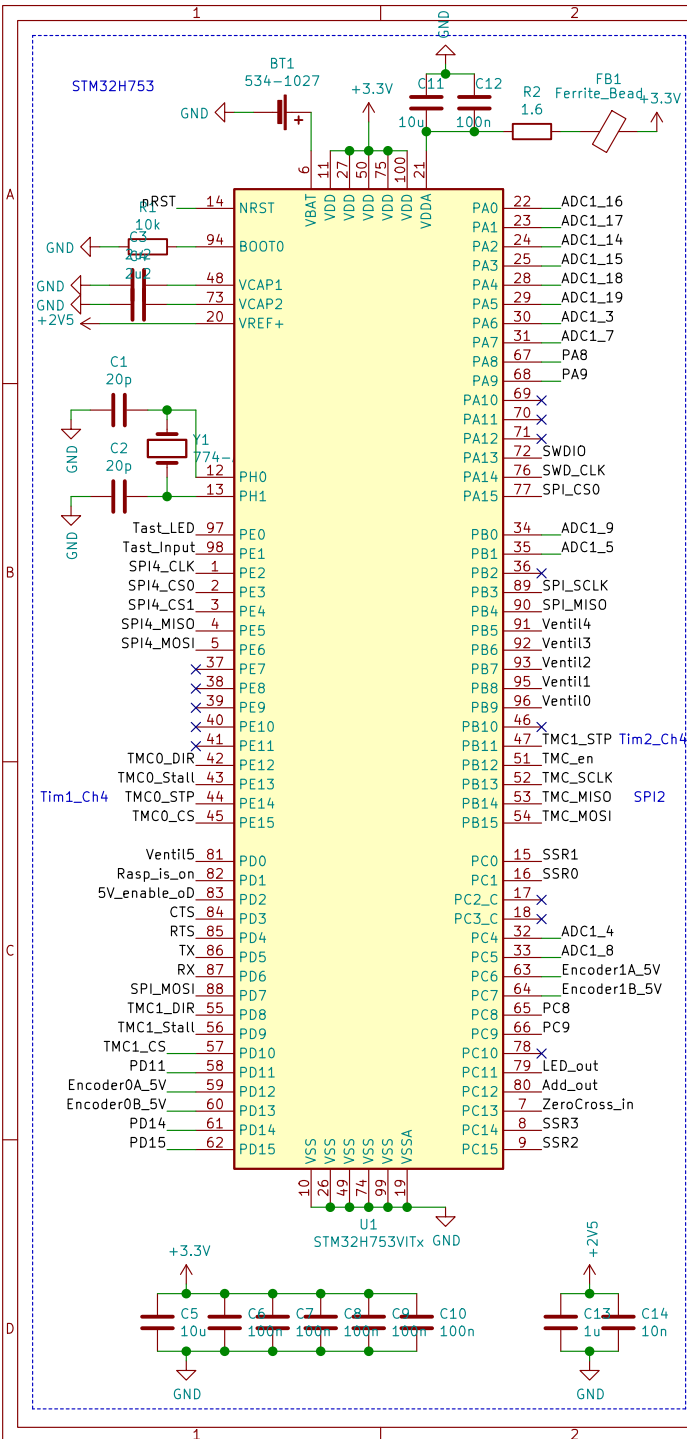 1 2
STM32H753
BT1
534-1027
GND
+3.3V
GND
C11
10u
C12
100n
R2
1.6
FB1
Ferrite_Bead
+3.3V
A
6 11 27 50 75 100 21
VBAT VDD VDD VDD VDD VDD VDDA
nRST 14 NRST
R1
10k
GND 94 BOOT0
C3
2u2
2u2
GND 48 VCAP1
GND 73 VCAP2
+2V5 20 VREF+
C1
20p
GND
C2
20p
GND
Y1
774-
12 PH0
13 PH1
B
Tast_LED 97 PE0
Tast_Input 98 PE1
SPI4_CLK 1 PE2
SPI4_CS0 2 PE3
SPI4_CS1 3 PE4
SPI4_MISO 4 PE5
SPI4_MOSI 5 PE6
37 PE7
38 PE8
39 PE9
40 PE10
41 PE11
TMC0_DIR 42 PE12
TMC0_Stall 43 PE13
Tim1_Ch4 TMC0_STP 44 PE14
TMC0_CS 45 PE15
C
Ventil5 81 PD0
Rasp_is_on 82 PD1
5V_enable_oD 83 PD2
CTS 84 PD3
RTS 85 PD4
TX 86 PD5
RX 87 PD6
SPI_MOSI 88 PD7
TMC1_DIR 55 PD8
TMC1_Stall 56 PD9
TMC1_CS 57 PD10
PD11 58 PD11
Encoder0A_5V 59 PD12
Encoder0B_5V 60 PD13
PD14 61 PD14
PD15 62 PD15
PA0 22 ADC1_16
PA1 23 ADC1_17
PA2 24 ADC1_14
PA3 25 ADC1_15
PA4 28 ADC1_18
PA5 29 ADC1_19
PA6 30 ADC1_3
PA7 31 ADC1_7
PA8 67 PA8
PA9 68 PA9
PA10 69
PA11 70
PA12 71
PA13 72 SWDIO
PA14 76 SWD_CLK
PA15 77 SPI_CS0
PB0 34 ADC1_9
PB1 35 ADC1_5
PB2 36
PB3 89 SPI_SCLK
PB4 90 SPI_MISO
PB5 91 Ventil4
PB6 92 Ventil3
PB7 93 Ventil2
PB8 95 Ventil1
PB9 96 Ventil0
PB10 46
PB11 47 TMC1_STP Tim2_Ch4
PB12 51 TMC_en
PB13 52 TMC_SCLK
PB14 53 TMC_MISO SPI2
PB15 54 TMC_MOSI
PC0 15 SSR1
PC1 16 SSR0
PC2_C 17
PC3_C 18
PC4 32 ADC1_4
PC5 33 ADC1_8
PC6 63 Encoder1A_5V
PC7 64 Encoder1B_5V
PC8 65 PC8
PC9 66 PC9
PC10 78
PC11 79 LED_out
PC12 80 Add_out
PC13 7 ZeroCross_in
PC14 8 SSR3
PC15 9 SSR2
VSS VSS VSS VSS VSS VSSA
10 26 49 74 99 19
U1
STM32H753VITx
GND
D
+3.3V
C5
10u
C6
100n
C7
100n
C8
100n
C9
100n
C10
100n
GND
+2V5
C13
1u
C14
10n
GND
1 2